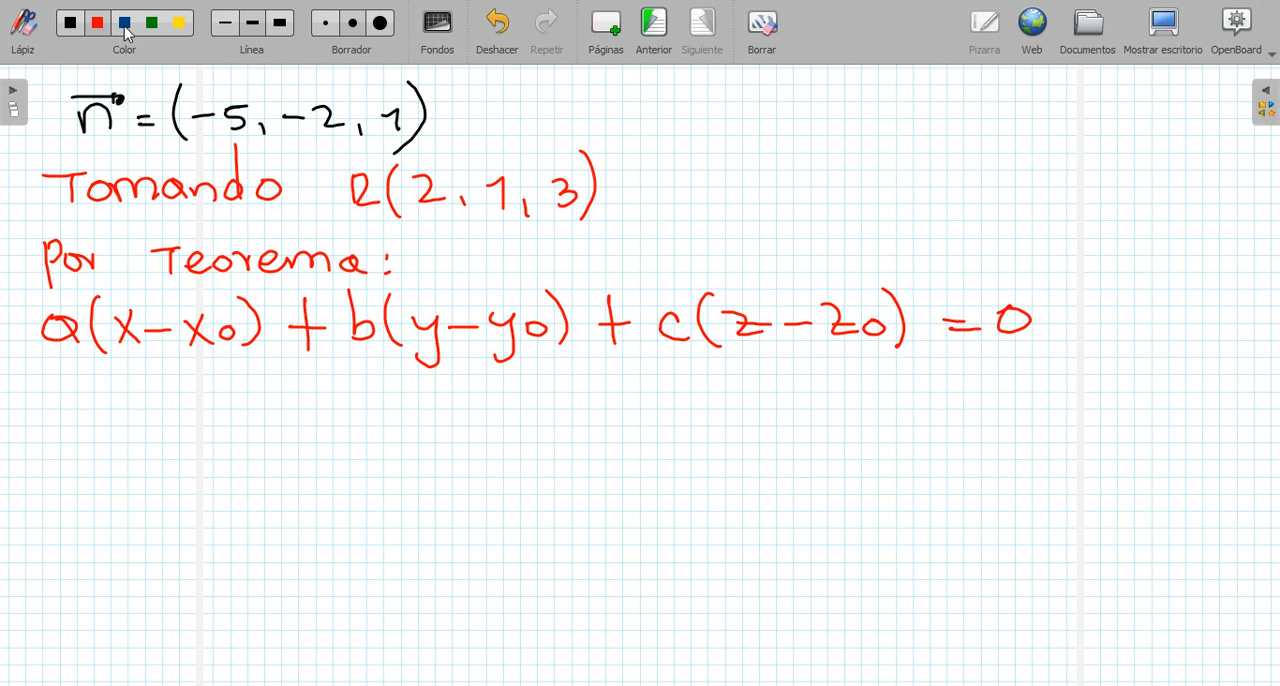 Lápiz Color Línea Borrador Fondos Deshacer Repetir Páginas Anterior Siguiente Borrar Pizarra Web Documentos Mostrar escritorio OpenBoard
n⃗ = (-5, -2, 1)
Tomando R(2, 1, 3)
Por Teorema:
a(x-x0) + b(y-y0) + c(z-z0) = 0